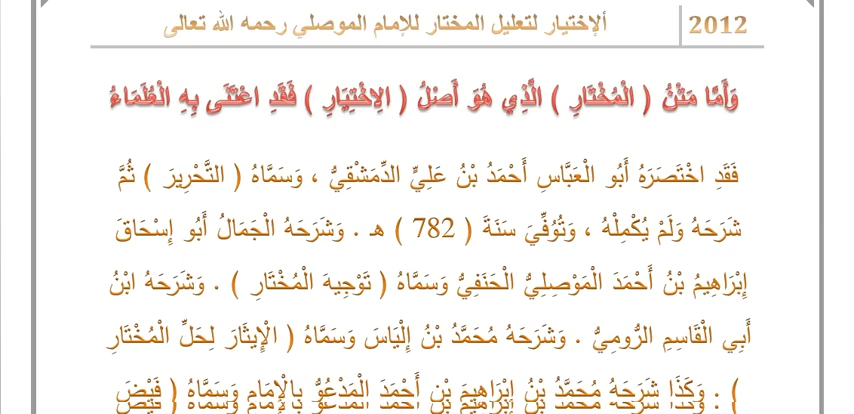 2012 ألإختيار لتعليل المختار للإمام الموصلي رحمه الله تعالى
وَأَمَّا مَتْنُ ( الْمُخْتَارِ ) الَّذِي هُوَ أَصْلُ ( الِاخْتِيَارِ ) فَقَدِ اعْتَنَى بِهِ الْعُلَمَاءُ
فَقَدِ اخْتَصَرَهُ أَبُو الْعَبَّاسِ أَحْمَدُ بْنُ عَلِيٍّ الدِّمَشْقِيُّ ، وَسَمَّاهُ ( التَّحْرِيرَ ) ثُمَّ
شَرَحَهُ وَلَمْ يُكْمِلْهُ ، وَتُوُفِّيَ سَنَةَ ( 782 ) هـ . وَشَرَحَهُ الْجَمَالُ أَبُو إِسْحَاقَ
إِبْرَاهِيمُ بْنُ أَحْمَدَ الْمَوْصِلِيُّ الْحَنَفِيُّ وَسَمَّاهُ ( تَوْجِيهَ الْمُخْتَارِ ) . وَشَرَحَهُ ابْنُ
أَبِي الْقَاسِمِ الرُّومِيُّ . وَشَرَحَهُ مُحَمَّدُ بْنُ إِلْيَاسَ وَسَمَّاهُ ( الْإِيثَارَ لِحَلِّ الْمُخْتَارِ
) . وَكَذَا شَرَحَهُ مُحَمَّدُ بْنُ إِبْرَاهِيمَ بْنِ أَحْمَدَ الْمَدْعُوُّ بِالْإِمَامِ وَسَمَّاهُ ( فَيْضَ